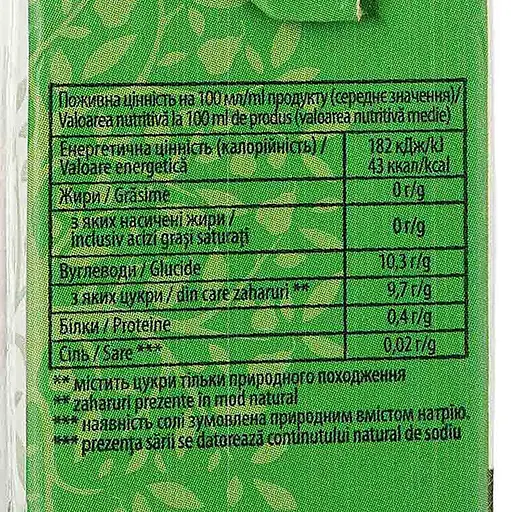 Поживна цінність на 100 мл/ml продукту (середнє значення)/
Valoarea nutritivă la 100 ml de produs (valoarea nutritivă medie)
Енергетична цінність (калорійність) / 182 кДж/kJ
Valoare energetică 43 ккал/kcal
Жири / Grăsime 0 г/g
з яких насичені жири / 0 г/g
inclusiv acizi grași saturați
Вуглеводи / Glucide 10,3 г/g
з яких цукри / din care zaharuri ** 9,7 г/g
Білки / Proteine 0,4 г/g
Сіль / Sare *** 0,02 г/g
** містить цукри тільки природного походження
** zaharuri prezente în mod natural
*** наявність солі зумовлена природним вмістом натрію.
*** prezența sării se datorează conținutului natural de sodiu